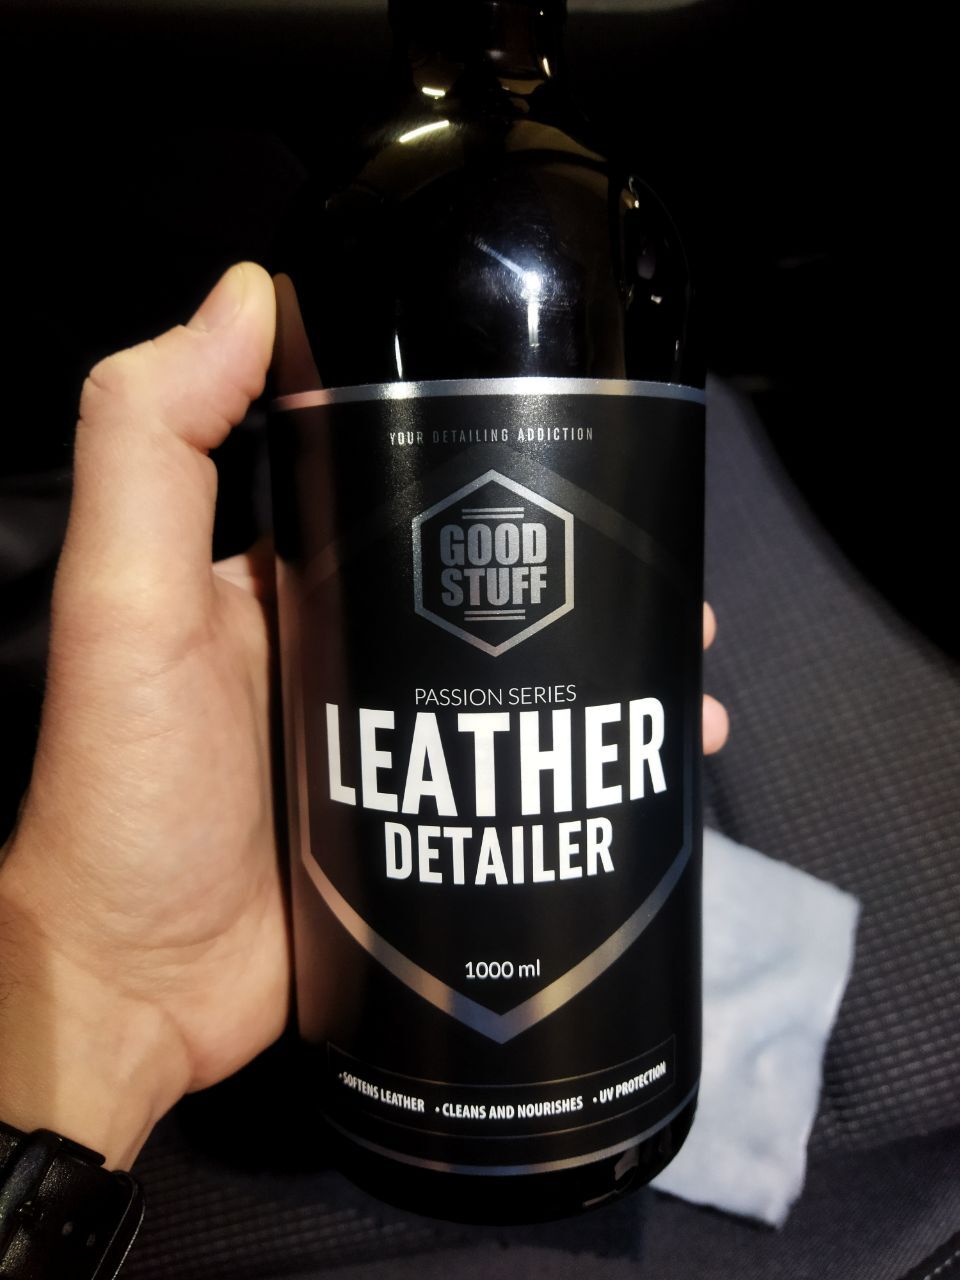 YOUR DETAILING ADDICTION
GOOD
STUFF
PASSION SERIES
LEATHER
DETAILER
1000 ml
• SOFTENS LEATHER • CLEANS AND NOURISHES • UV PROTECTION